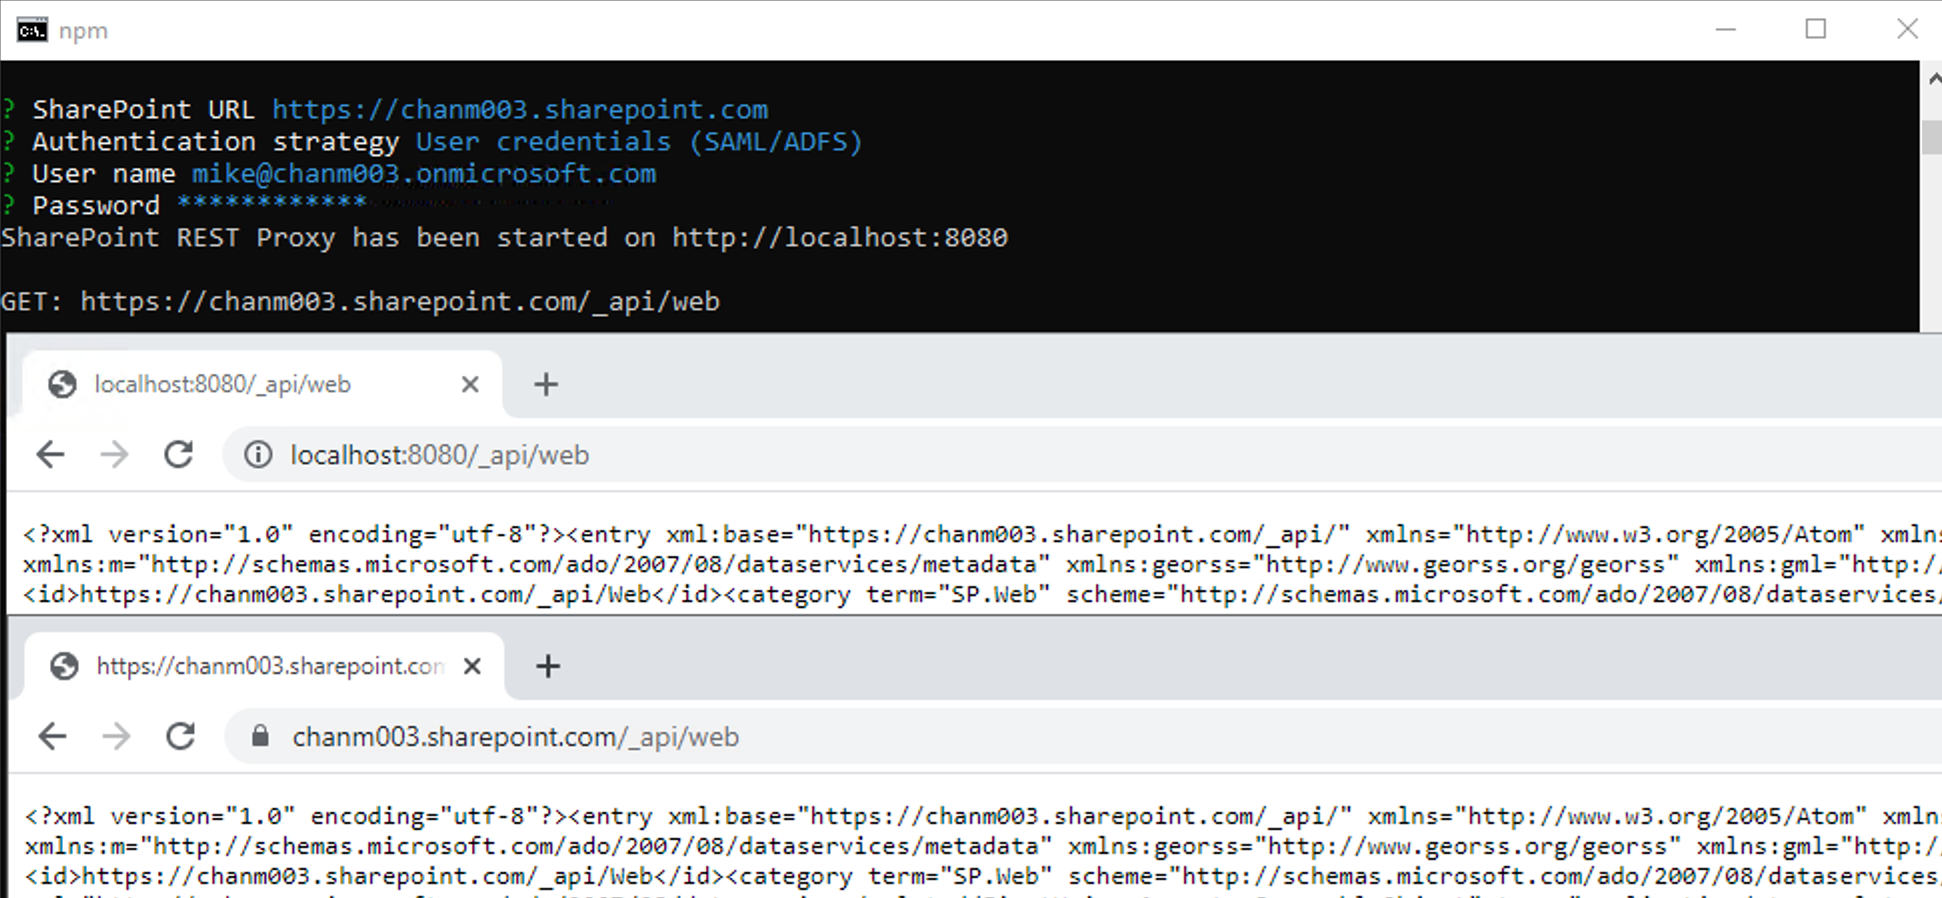 npm
? SharePoint URL https://chanm003.sharepoint.com
? Authentication strategy User credentials (SAML/ADFS)
? User name mike@chanm003.onmicrosoft.com
? Password ************
SharePoint REST Proxy has been started on http://localhost:8080
GET: https://chanm003.sharepoint.com/_api/web
localhost:8080/_api/web
localhost:8080/_api/web
<?xml version="1.0" encoding="utf-8"?><entry xml:base="https://chanm003.sharepoint.com/_api/" xmlns="http://www.w3.org/2005/Atom" xmlns
xmlns:m="http://schemas.microsoft.com/ado/2007/08/dataservices/metadata" xmlns:georss="http://www.georss.org/georss" xmlns:gml="http:/
<id>https://chanm003.sharepoint.com/_api/Web</id><category term="SP.Web" scheme="http://schemas.microsoft.com/ado/2007/08/dataservices/
https://chanm003.sharepoint.com
chanm003.sharepoint.com/_api/web
<?xml version="1.0" encoding="utf-8"?><entry xml:base="https://chanm003.sharepoint.com/_api/" xmlns="http://www.w3.org/2005/Atom" xmlns
xmlns:m="http://schemas.microsoft.com/ado/2007/08/dataservices/metadata" xmlns:georss="http://www.georss.org/georss" xmlns:gml="http:/
<id>https://chanm003.sharepoint.com/_api/Web</id><category term="SP.Web" scheme="http://schemas.microsoft.com/ado/2007/08/dataservices,